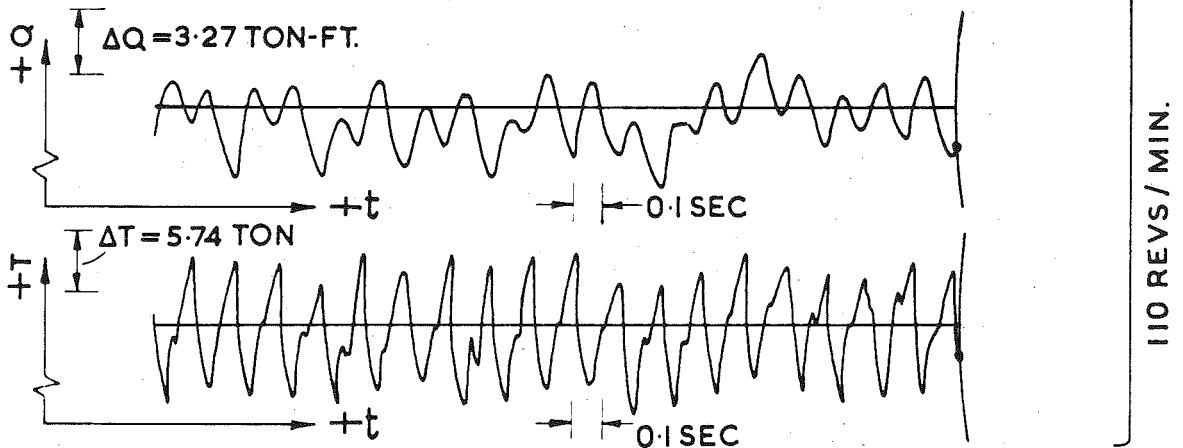 +Q
ΔQ = 3·27 TON-FT.
+t
0·1 SEC
+T
ΔT = 5·74 TON
+t
0·1 SEC
110 REVS / MIN.